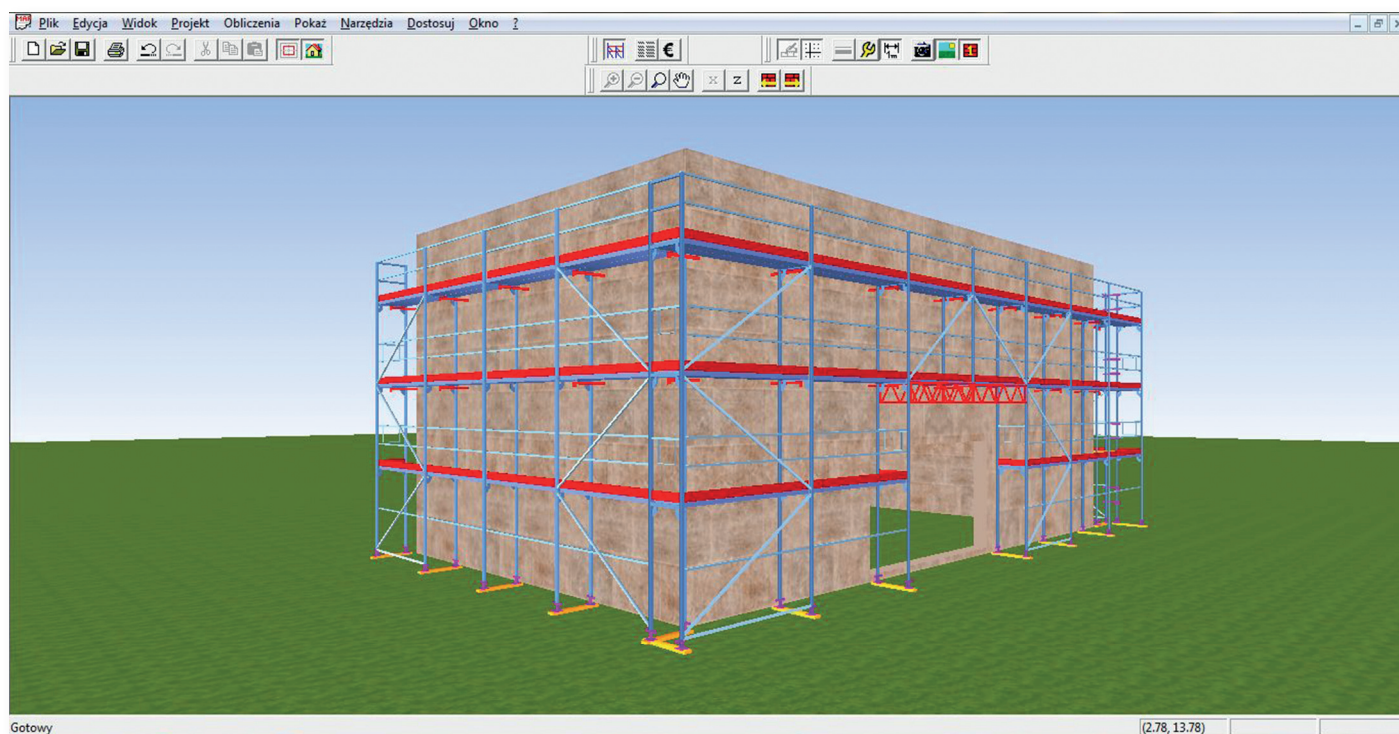 Plik Edycja Widok Projekt Obliczenia Pokaż Narzędzia Dostosuj Okno ?
€
x z
Gotowy (2.78, 13.78)